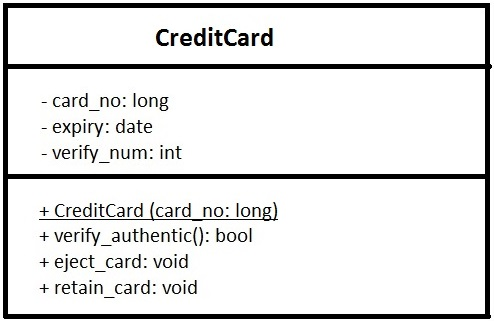 CreditCard
- card_no: long
- expiry: date
- verify_num: int
+ CreditCard (card_no: long)
+ verify_authentic(): bool
+ eject_card: void
+ retain_card: void